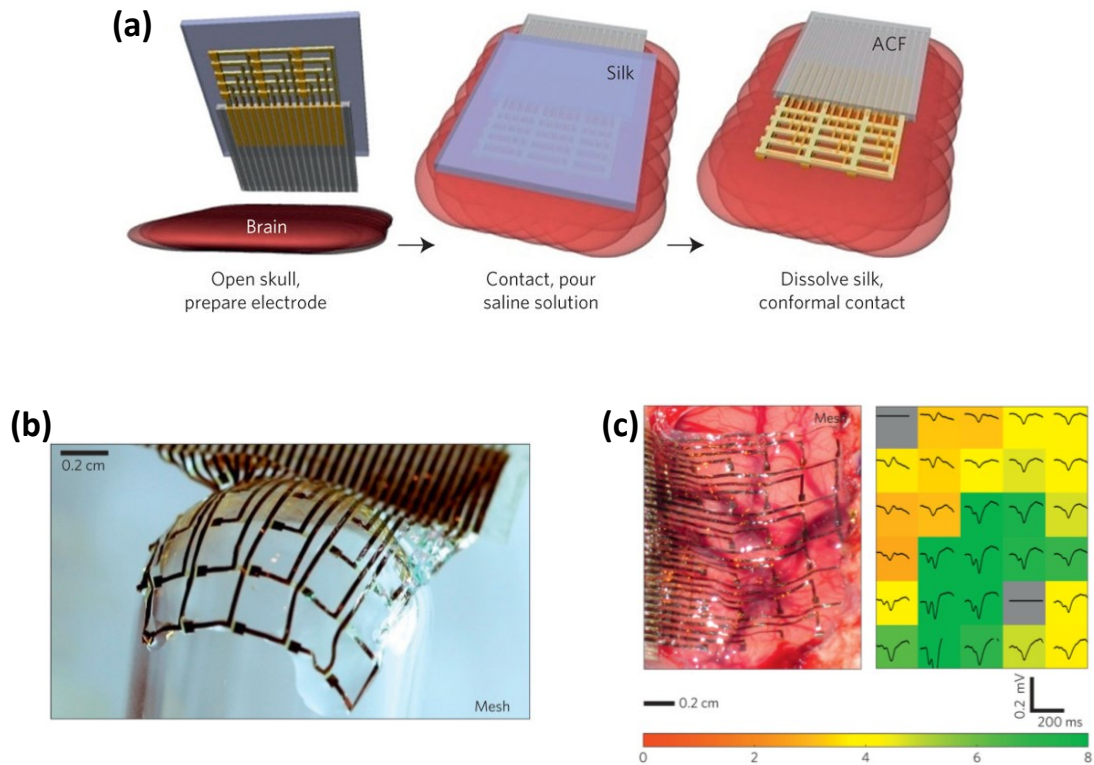 (a)
Silk
ACF
Brain
Open skull,
prepare electrode
Contact, pour
saline solution
Dissolve silk,
conformal contact
(b)
0.2 cm
Mesh
(c)
Mesh
0.2 cm
0.2 mV
200 ms
0
2
4
6
8